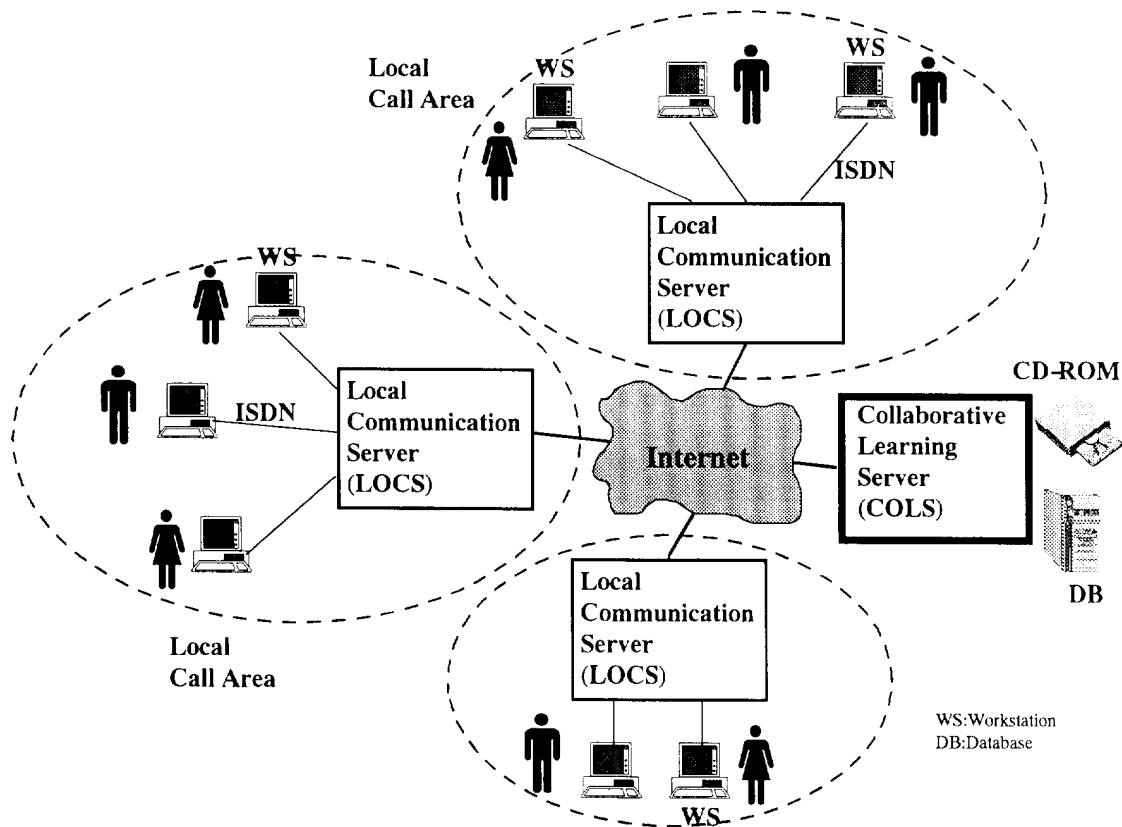 Local
Call Area
WS
WS
ISDN
Local
Communication
Server
(LOCS)
WS
ISDN
Local
Communication
Server
(LOCS)
Local
Call Area
Internet
CD-ROM
Collaborative
Learning
Server
(COLS)
DB
Local
Communication
Server
(LOCS)
WS
WS:Workstation
DB:Database